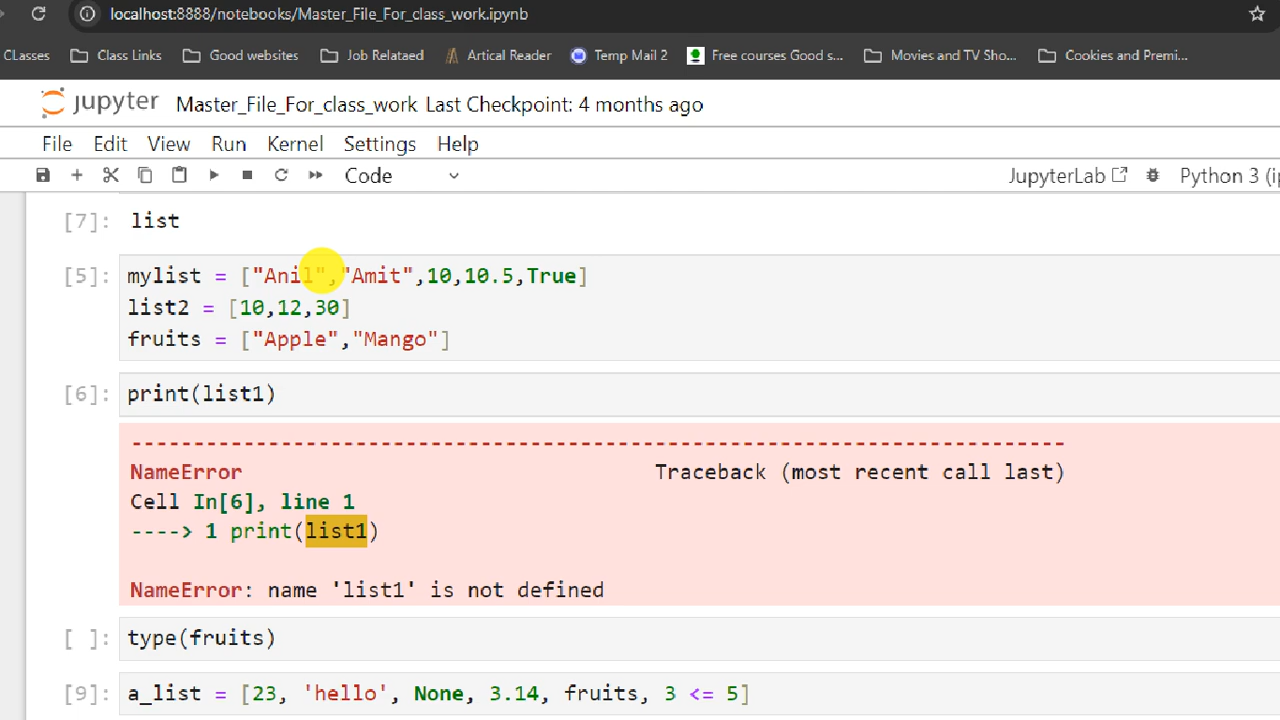 localhost:8888/notebooks/Master_File_For_class_work.ipynb
CLasses Class Links Good websites Job Relataed Artical Reader Temp Mail 2 Free courses Good s... Movies and TV Sho... Cookies and Premi...
jupyter Master_File_For_class_work Last Checkpoint: 4 months ago
File Edit View Run Kernel Settings Help
Code JupyterLab Python 3 (ip
[7]: list
[5]: mylist = ["Anil","Amit",10,10.5,True]
list2 = [10,12,30]
fruits = ["Apple","Mango"]
[6]: print(list1)
---------------------------------------------------------------------------
NameError Traceback (most recent call last)
Cell In[6], line 1
----> 1 print(list1)
NameError: name 'list1' is not defined
[ ]: type(fruits)
[9]: a_list = [23, 'hello', None, 3.14, fruits, 3 <= 5]